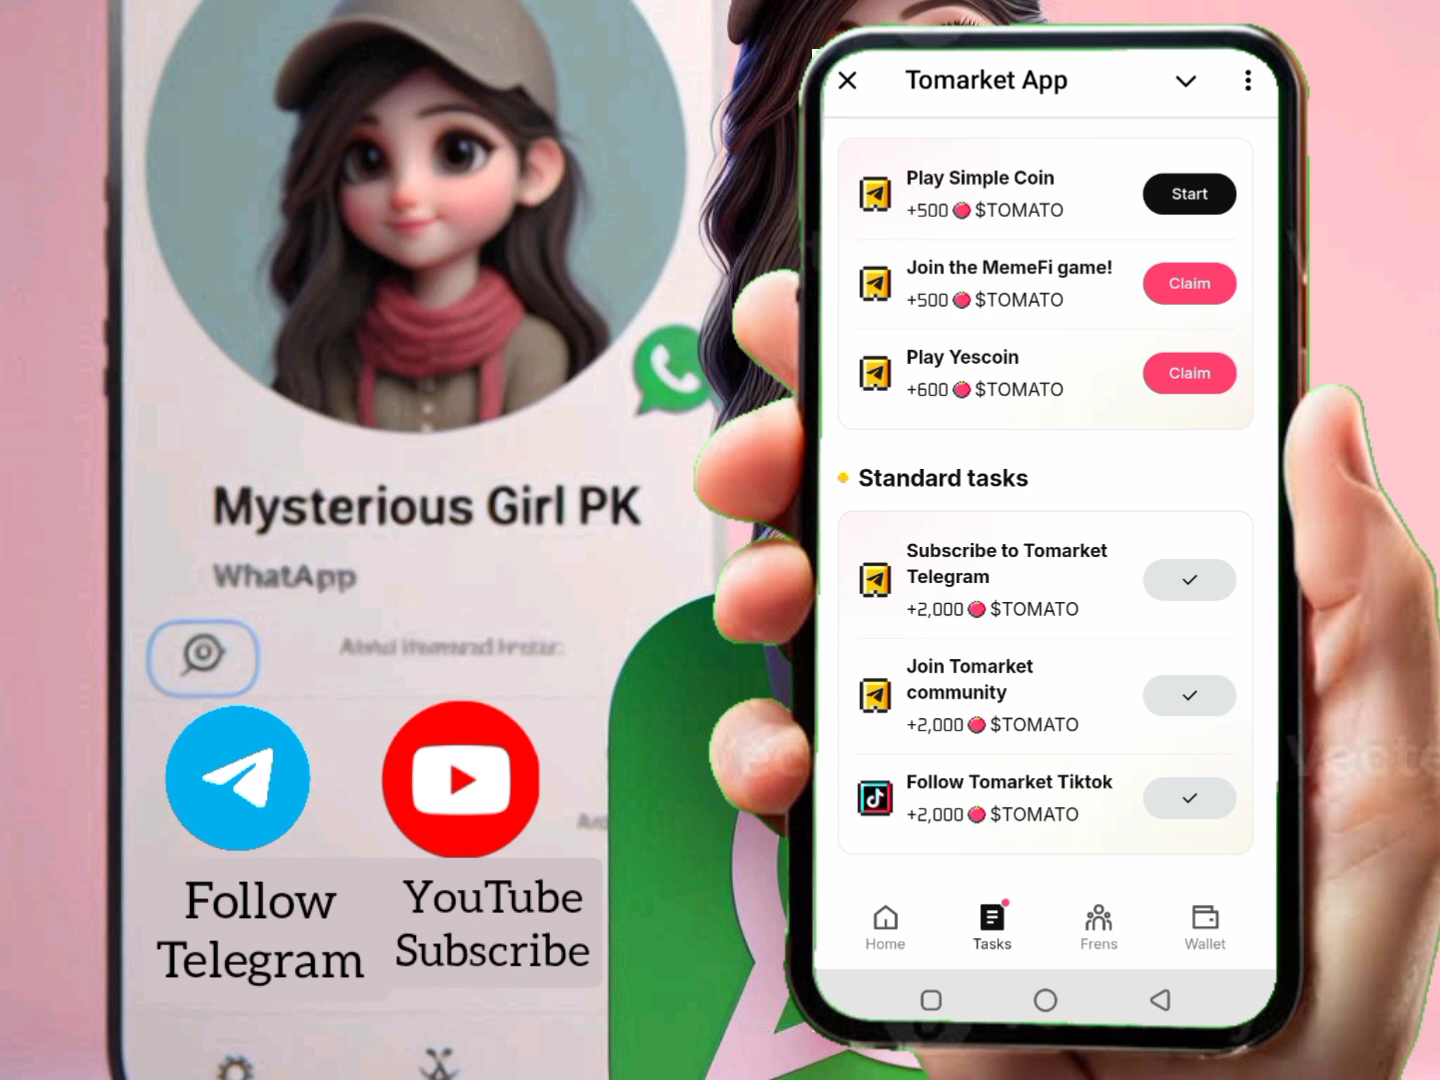 Mysterious Girl PK
WhatApp
Follow
Telegram
YouTube
Subscribe
Tomarket App
Play Simple Coin
+500 $TOMATO
Start
Join the MemeFi game!
+500 $TOMATO
Claim
Play Yescoin
+600 $TOMATO
Claim
Standard tasks
Subscribe to Tomarket
Telegram
+2,000 $TOMATO
Join Tomarket
community
+2,000 $TOMATO
Follow Tomarket Tiktok
+2,000 $TOMATO
Home
Tasks
Frens
Wallet